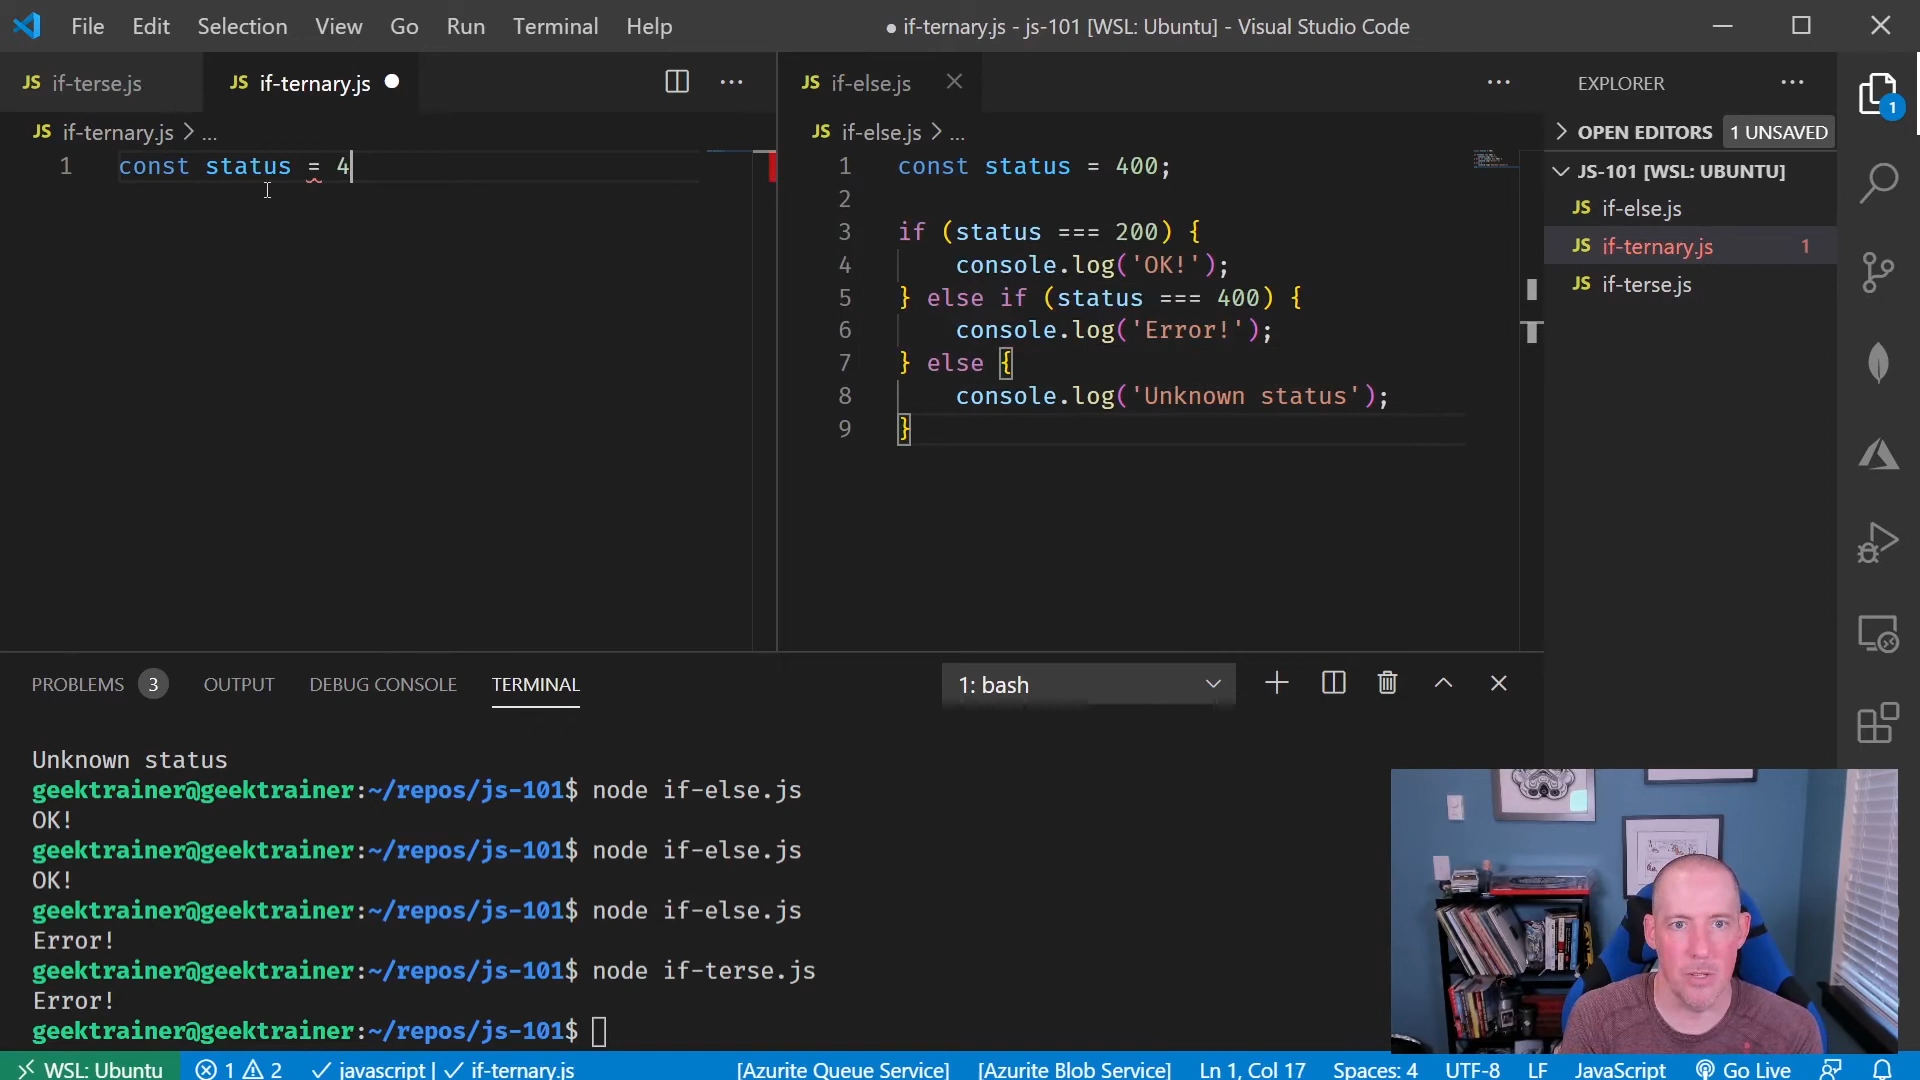 File Edit Selection View Go Run Terminal Help
● if-ternary.js - js-101 [WSL: Ubuntu] - Visual Studio Code
JS if-terse.js
JS if-ternary.js ●
JS if-ternary.js > ...
1 const status = 4
JS if-else.js
JS if-else.js > ...
1 const status = 400;
2
3 if (status === 200) {
4 console.log('OK!');
5 } else if (status === 400) {
6 console.log('Error!');
7 } else {
8 console.log('Unknown status');
9 }
EXPLORER
OPEN EDITORS 1 UNSAVED
JS-101 [WSL: UBUNTU]
JS if-else.js
JS if-ternary.js 1
JS if-terse.js
1
PROBLEMS 3 OUTPUT DEBUG CONSOLE TERMINAL
1: bash
Unknown status
geektrainer@geektrainer:~/repos/js-101$ node if-else.js
OK!
geektrainer@geektrainer:~/repos/js-101$ node if-else.js
OK!
geektrainer@geektrainer:~/repos/js-101$ node if-else.js
Error!
geektrainer@geektrainer:~/repos/js-101$ node if-terse.js
Error!
geektrainer@geektrainer:~/repos/js-101$
WSL: Ubuntu 1 2 ✓ javascript | ✓ if-ternary.js [Azurite Queue Service] [Azurite Blob Service] Ln 1, Col 17 Spaces: 4 UTF-8 LF JavaScript Go Live